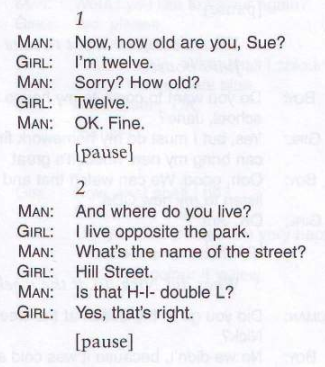 1
MAN: Now, how old are you, Sue?
GIRL: I'm twelve.
MAN: Sorry? How old?
GIRL: Twelve.
MAN: OK. Fine.
[pause]
2
MAN: And where do you live?
GIRL: I live opposite the park.
MAN: What's the name of the street?
GIRL: Hill Street.
MAN: Is that H-I- double L?
GIRL: Yes, that's right.
[pause]